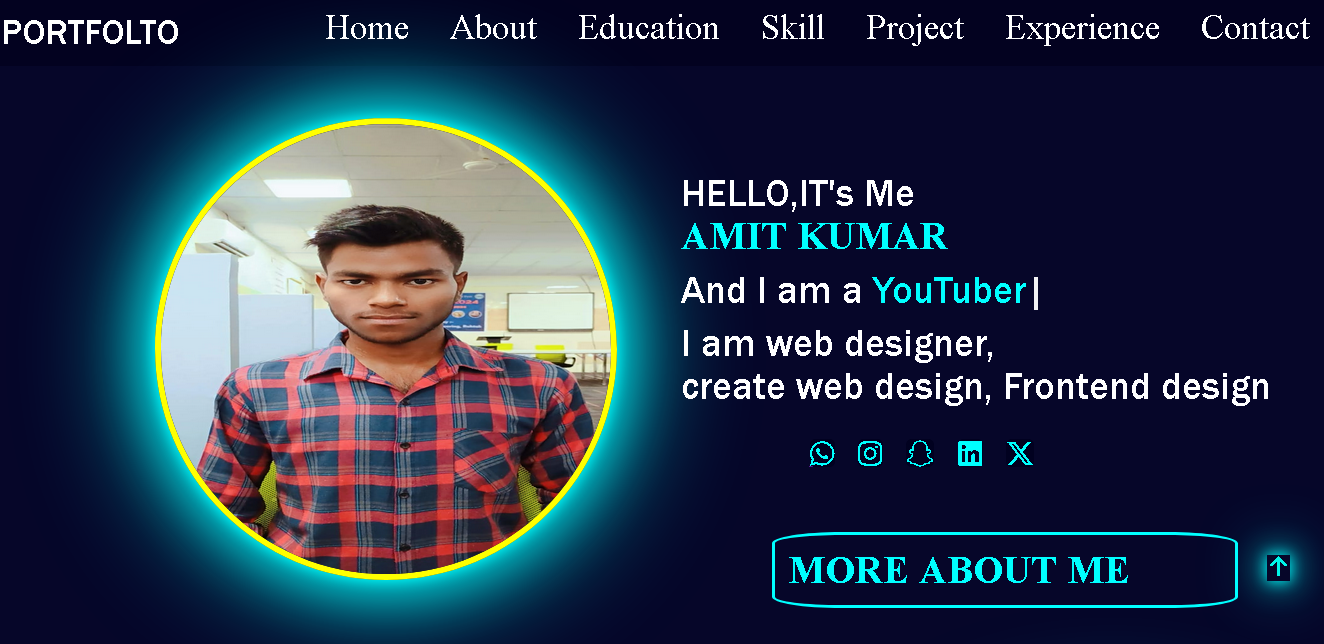 PORTFOLTO
Home About Education Skill Project Experience Contact
HELLO,IT's Me
AMIT KUMAR
And I am a YouTuber|
I am web designer,
create web design, Frontend design
MORE ABOUT ME